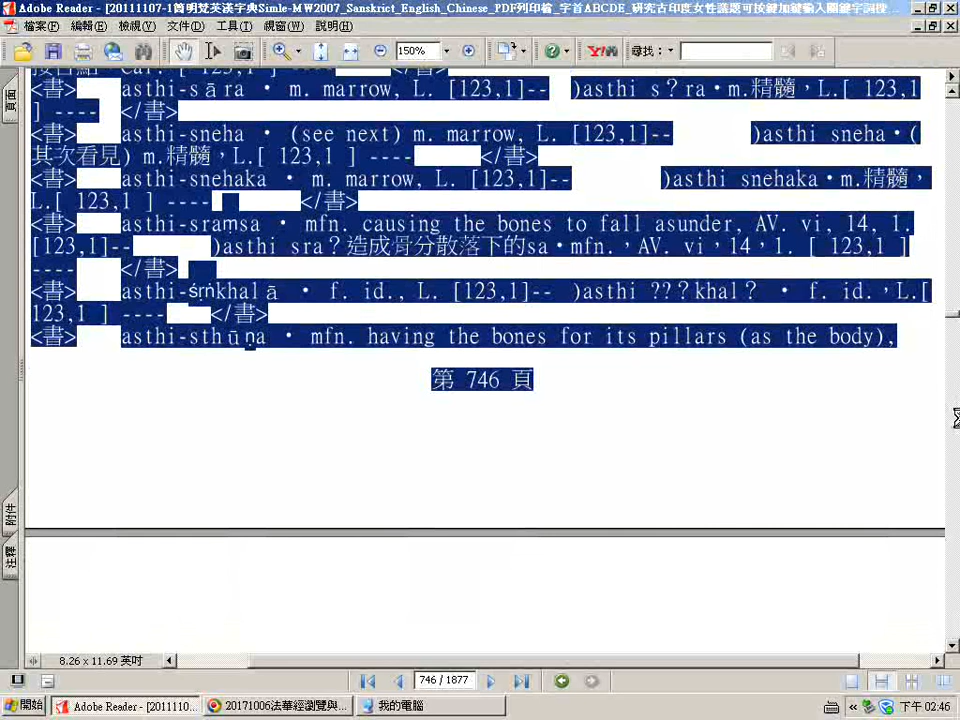 Adobe Reader - [20111107-1簡明梵英漢字典Simle-MW2007_Sanskrict_English_Chinese_PDF列印檔_字首ABCDE_研究古印度女性議題可按鍵加鍵輸入關鍵字詞搜
檔案(F) 編輯(E) 檢視(V) 文件(D) 工具(T) 視窗(W) 說明(H)
150% 尋找：
頁面
<書> asthi-sāra • m. marrow, L. [123,1]-- )asthi s？ra•m.精髓，L.[ 123,1
] ---- </書>
<書> asthi-sneha • (see next) m. marrow, L. [123,1]-- )asthi sneha•(
其次看見) m.精髓，L.[ 123,1 ] ---- </書>
<書> asthi-snehaka • m. marrow, L. [123,1]-- )asthi snehaka•m.精髓，
L.[ 123,1 ] ---- </書>
<書> asthi-sraṃsa • mfn. causing the bones to fall asunder, AV. vi, 14, 1.
[123,1]-- )asthi sra？造成骨分散落下的sa•mfn.，AV. vi，14，1. [ 123,1 ]
---- </書>
<書> asthi-śṛṅkhalā • f. id., L. [123,1]-- )asthi ???khal？ • f. id.，L.[
123,1 ] ---- </書>
<書> asthi-sthūṇa • mfn. having the bones for its pillars (as the body),
第 746 頁
附件
注釋
8.26 x 11.69 英吋
746 / 1877
開始 Adobe Reader - [2011110... 20171006法華經瀏覽與... 我的電腦 下午 02:46